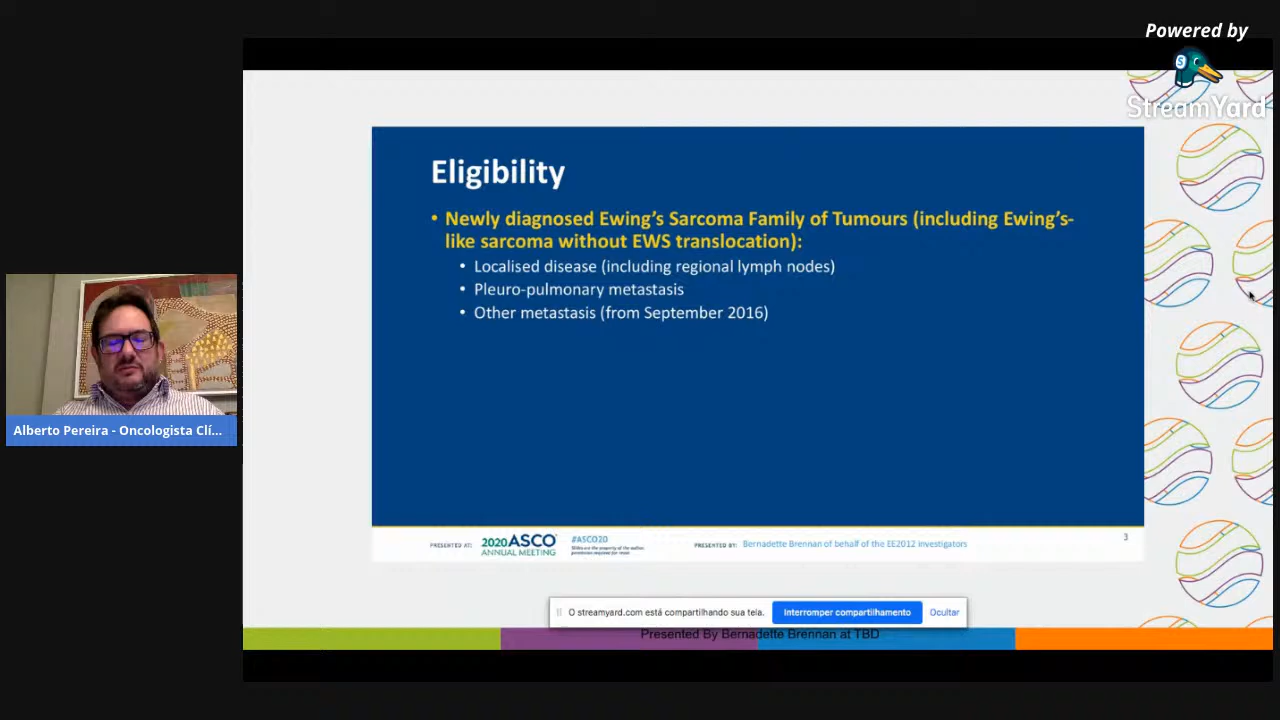 Powered by
StreamYard
Eligibility
• Newly diagnosed Ewing's Sarcoma Family of Tumours (including Ewing's-
like sarcoma without EWS translocation):
• Localised disease (including regional lymph nodes)
• Pleuro-pulmonary metastasis
• Other metastasis (from September 2016)
Alberto Pereira - Oncologista Clí...
PRESENTED AT:
2020 ASCO
ANNUAL MEETING
#ASCO20
Slides are the property of the author,
permission required for reuse.
PRESENTED BY: Bernadette Brennan of behalf of the EE2012 investigators
3
O streamyard.com está compartilhando sua tela. Interromper compartilhamento Ocultar
Presented By Bernadette Brennan at TBD